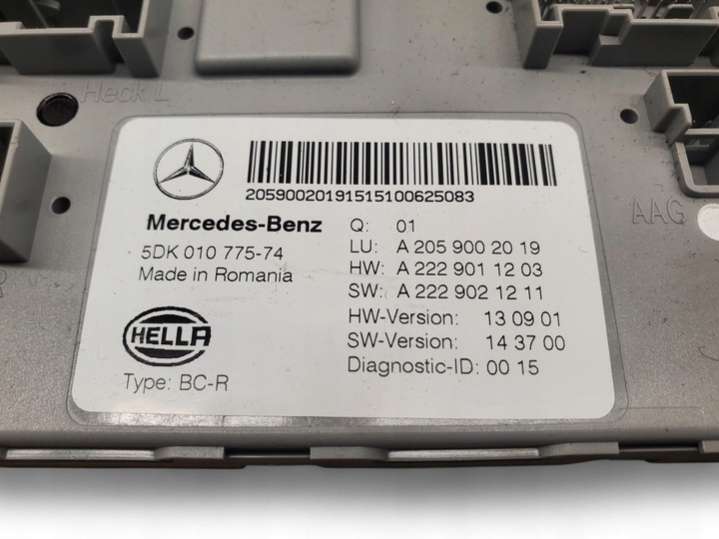 Heck L
20590020191515100625083
Mercedes-Benz
5DK 010 775-74
Made in Romania
HELLA
Type: BC-R
Q: 01
LU: A 205 900 20 19
HW: A 222 901 12 03
SW: A 222 902 12 11
HW-Version: 13 09 01
SW-Version: 14 37 00
Diagnostic-ID: 00 15
AAG